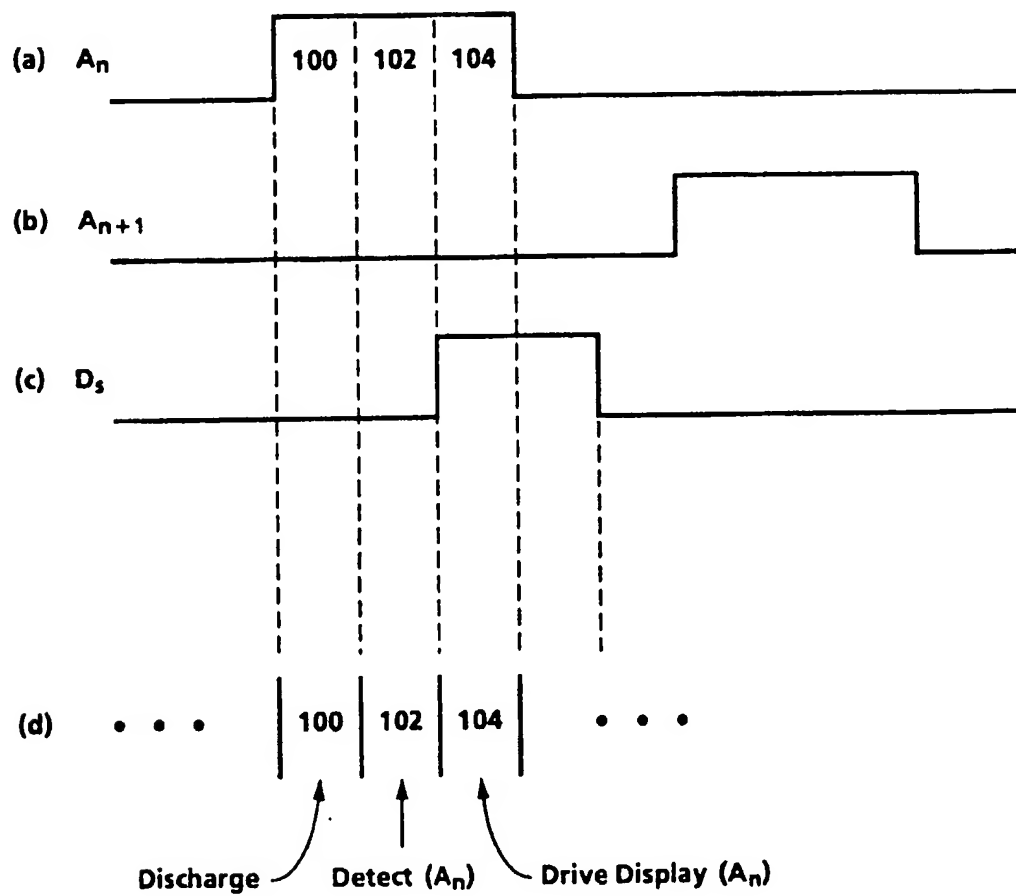 (a) Aₙ 100 102 104
(b) Aₙ₊₁
(c) Dₛ
(d) • • • 100 102 104 • • •
Discharge Detect (Aₙ) Drive Display (Aₙ)